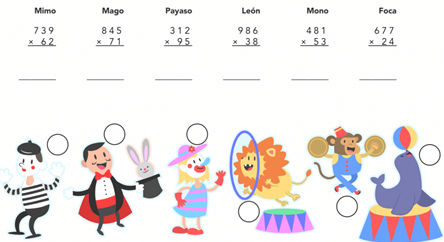 Mimo Mago Payaso León Mono Foca
739 845 312 986 481 677
× 62 × 71 × 95 × 38 × 53 × 24